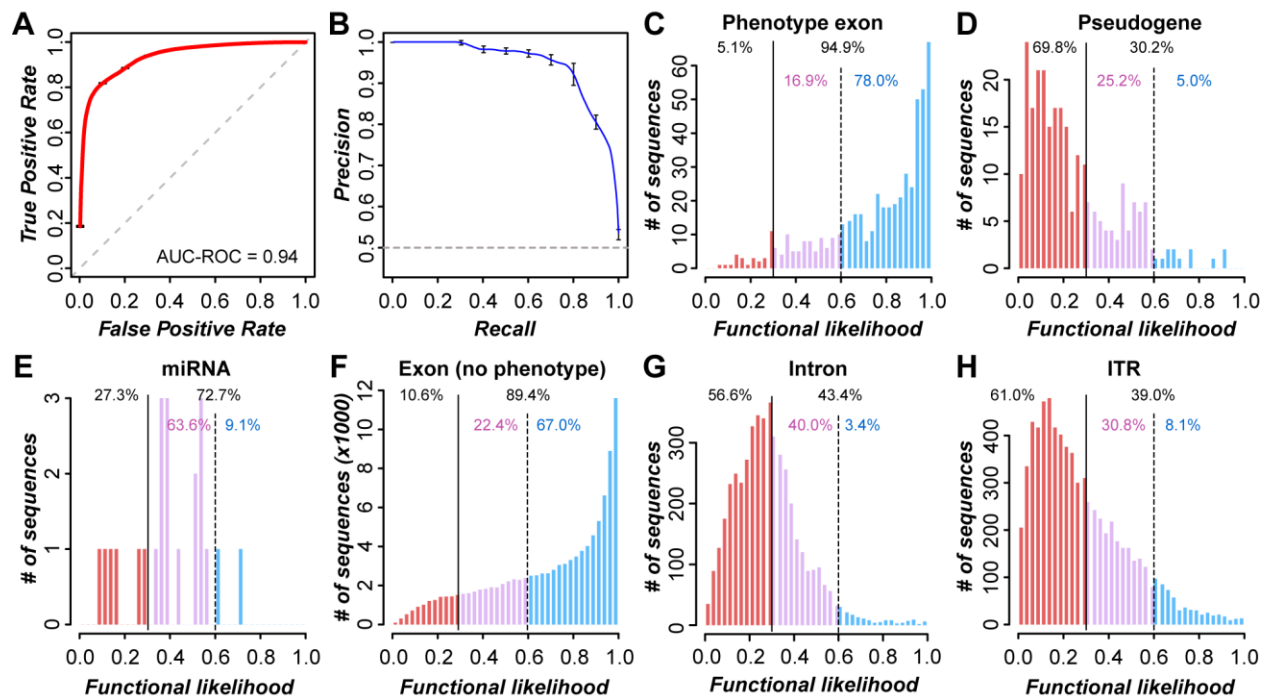 A
True Positive Rate
0.0 0.2 0.4 0.6 0.8 1.0
AUC-ROC = 0.94
0.0 0.2 0.4 0.6 0.8 1.0
False Positive Rate
B
Precision
0.5 0.6 0.7 0.8 0.9 1.0
0.0 0.2 0.4 0.6 0.8 1.0
Recall
C
Phenotype exon
5.1% 94.9%
16.9% 78.0%
# of sequences
0 10 20 30 40 50 60
0.0 0.2 0.4 0.6 0.8 1.0
Functional likelihood
D
Pseudogene
69.8% 30.2%
25.2% 5.0%
# of sequences
0 5 10 15 20
0.0 0.2 0.4 0.6 0.8 1.0
Functional likelihood
E
miRNA
27.3% 72.7%
63.6% 9.1%
# of sequences
0 1 2 3
0.0 0.2 0.4 0.6 0.8 1.0
Functional likelihood
F
Exon (no phenotype)
10.6% 89.4%
22.4% 67.0%
# of sequences (x1000)
0 2 4 6 8 10 12
0.0 0.2 0.4 0.6 0.8 1.0
Functional likelihood
G
Intron
56.6% 43.4%
40.0% 3.4%
# of sequences
0 100 200 300
0.0 0.2 0.4 0.6 0.8 1.0
Functional likelihood
H
ITR
61.0% 39.0%
30.8% 8.1%
# of sequences
0 100 200 300 400
0.0 0.2 0.4 0.6 0.8 1.0
Functional likelihood